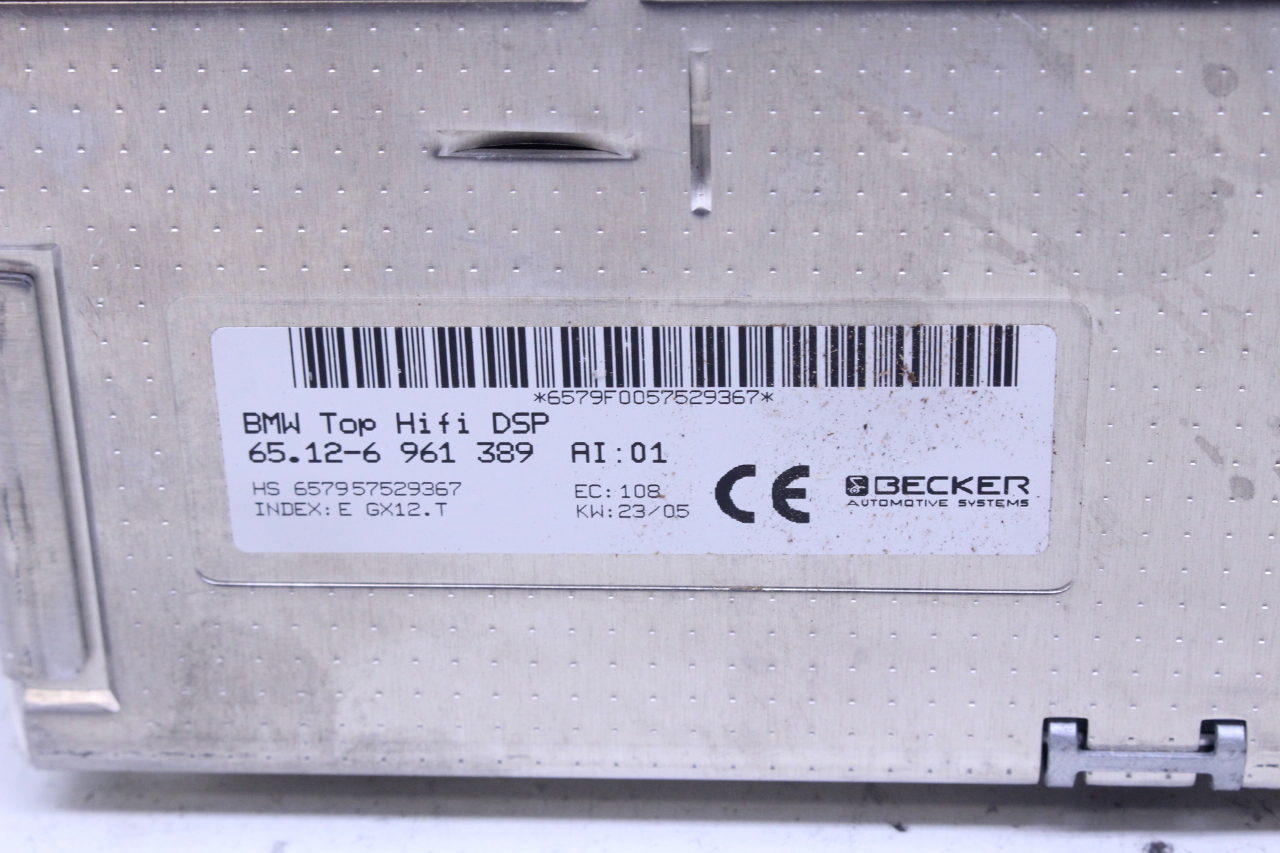 *6579F0057529367*
BMW Top Hifi DSP
65.12-6 961 389 AI:01
HS 657957529367 EC:108
INDEX:E GX12.T KW:23/05
CE
BECKER
AUTOMOTIVE SYSTEMS